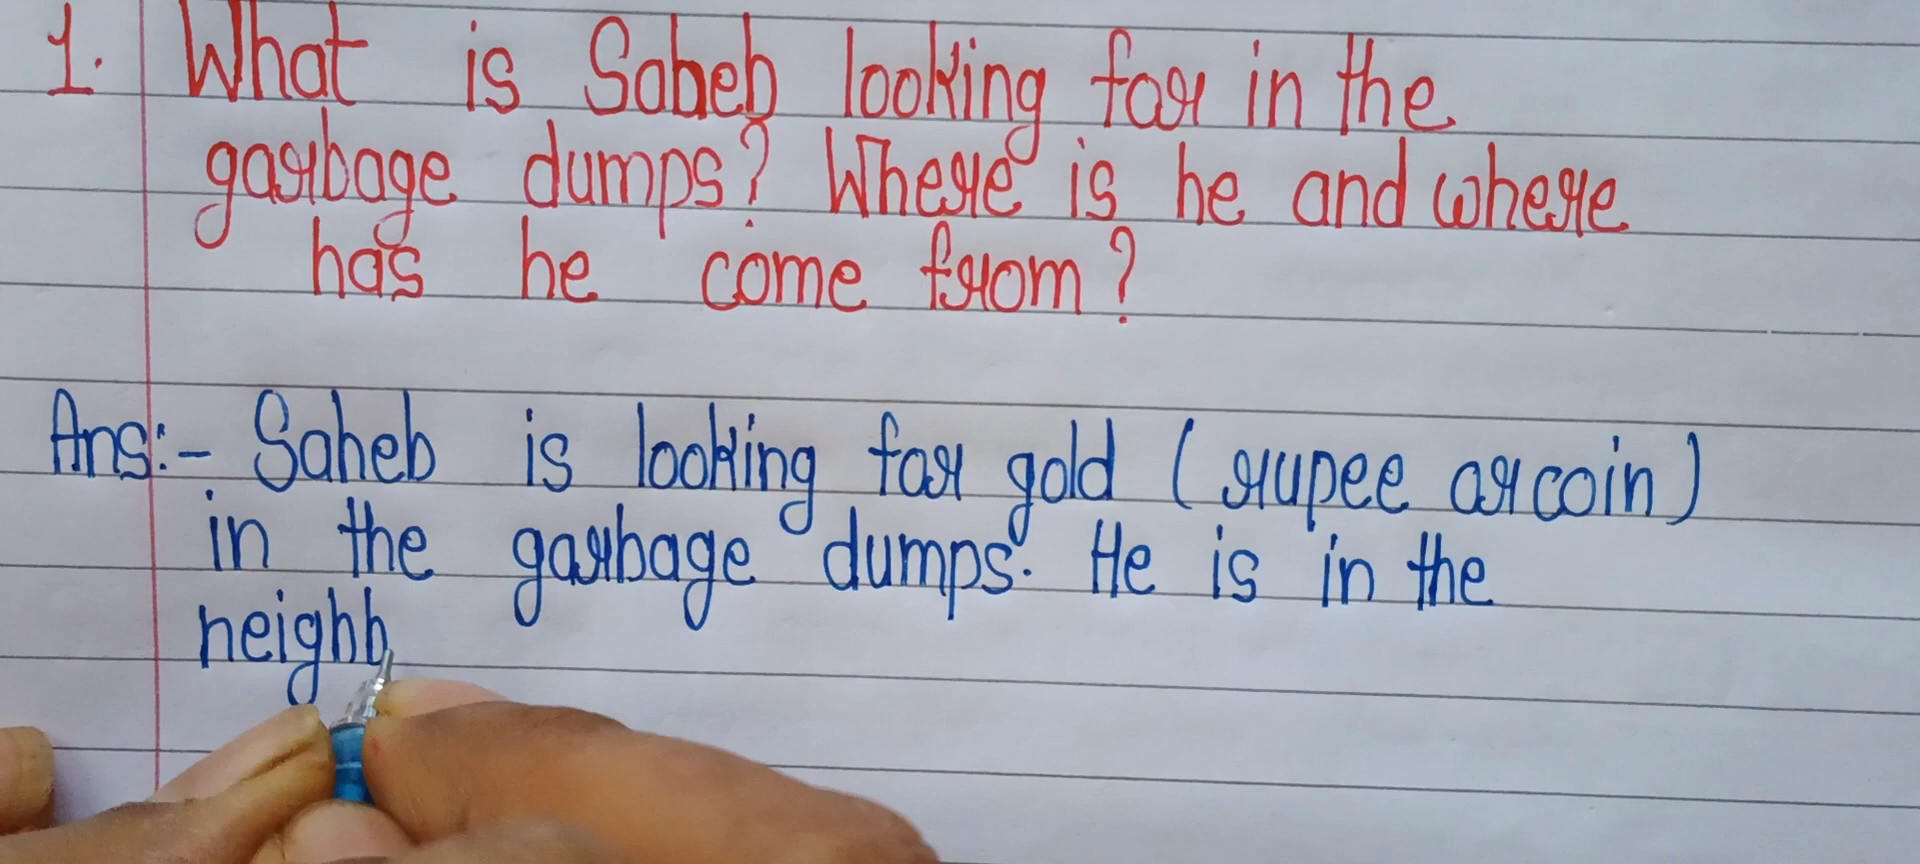 1. What is Saheb looking for in the
garbage dumps? Where is he and where
has he come from?
Ans:- Saheb is looking for gold (rupee or coin)
in the garbage dumps. He is in the
neighb